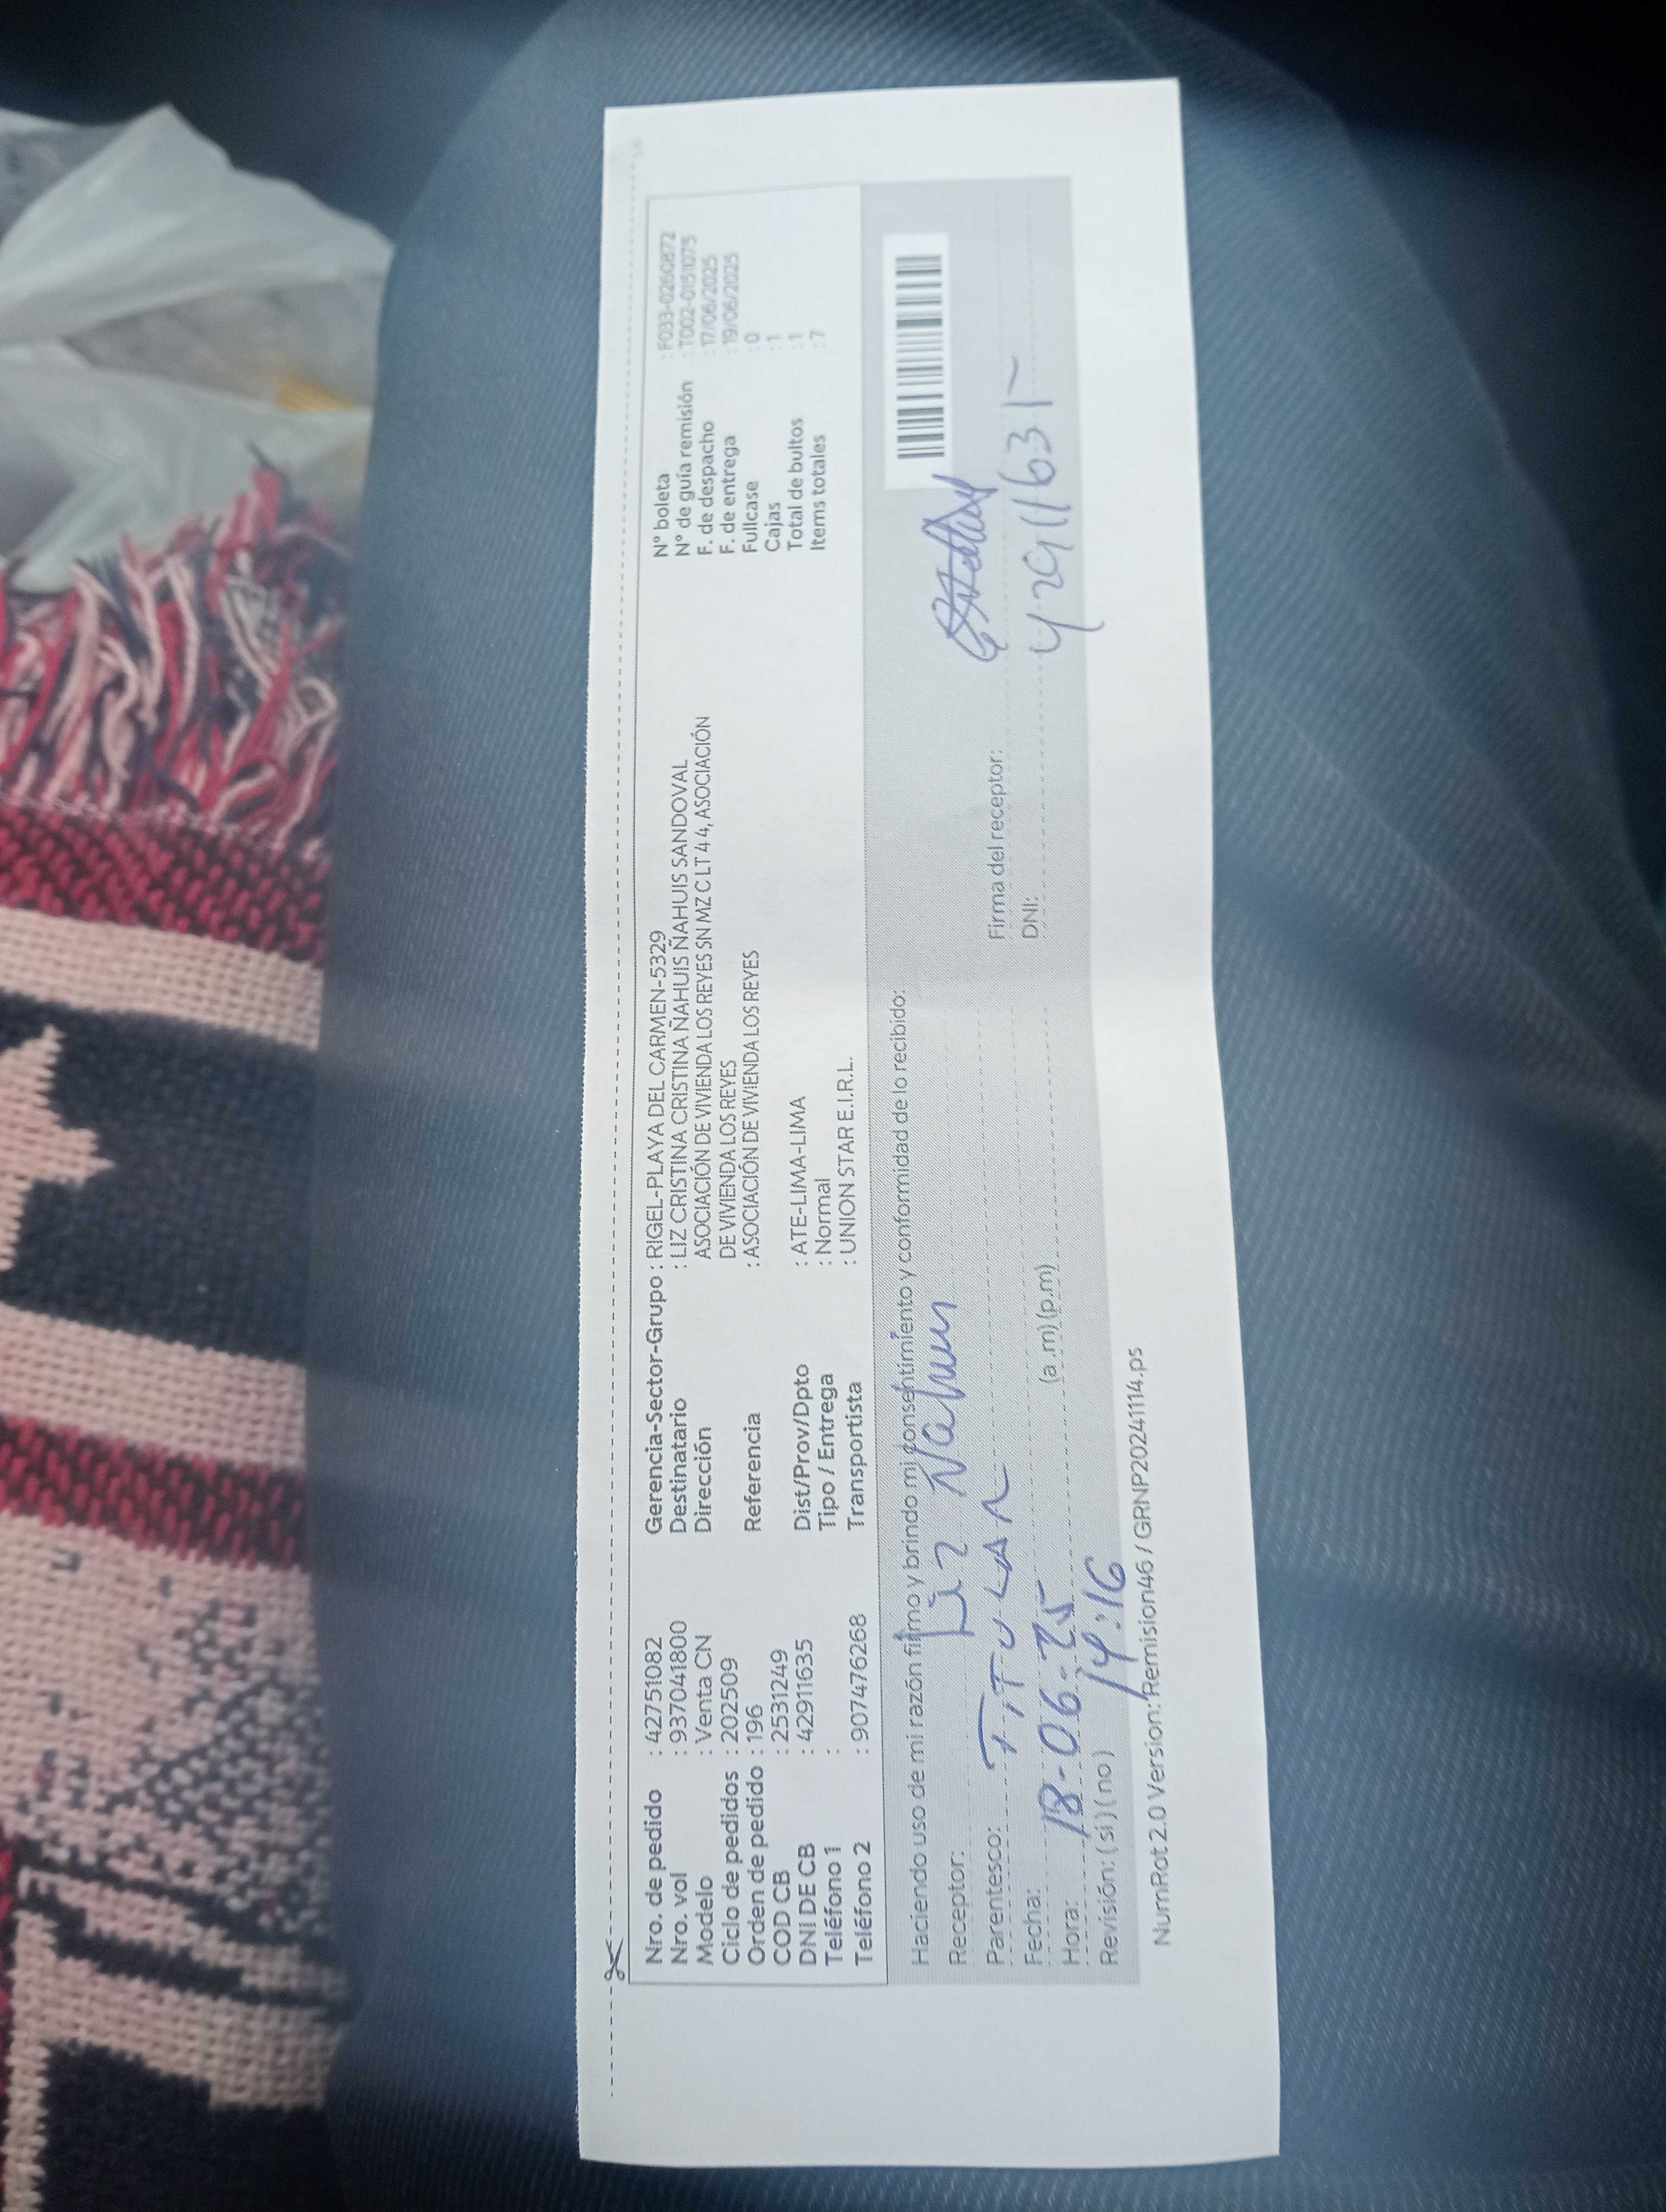 Nro. de pedido : 42751082
Nro. vol : 937041800
Modelo : Venta CN
Ciclo de pedidos : 202509
Orden de pedido : 196
COD CB : 2531249
DNI DE CB : 42911635
Teléfono 1 :
Teléfono 2 : 907476268
Gerencia-Sector-Grupo : RIGEL-PLAYA DEL CARMEN-5329
Destinatario : LIZ CRISTINA CRISTINA ÑAHUIS ÑAHUIS SANDOVAL
Dirección ASOCIACIÓN DE VIVIENDA LOS REYES SN MZ C LT 4 4, ASOCIACIÓN
DE VIVIENDA LOS REYES
Referencia : ASOCIACIÓN DE VIVIENDA LOS REYES
Dist/Prov/Dpto : ATE-LIMA-LIMA
Tipo / Entrega : Normal
Transportista : UNION STAR E.I.R.L.
N° boleta : F033-0260872
N° de guía remisión : T002-0151075
F. de despacho : 17/06/2025
F. de entrega : 19/06/2025
Fullcase : 0
Cajas : 1
Total de bultos : 1
Items totales : 7
Haciendo uso de mi razón firmo y brindo mi consentimiento y conformidad de lo recibido:
Receptor: Liz
Parentesco: TiTULAR
Fecha: 18-06-25
Hora: 14:16 (a .m) (p.m)
Revisión: ( sí ) ( no )
Firma del receptor:
DNI: 42911635
NumRot 2.0 Version: Remision46 / GRNP20241114.ps